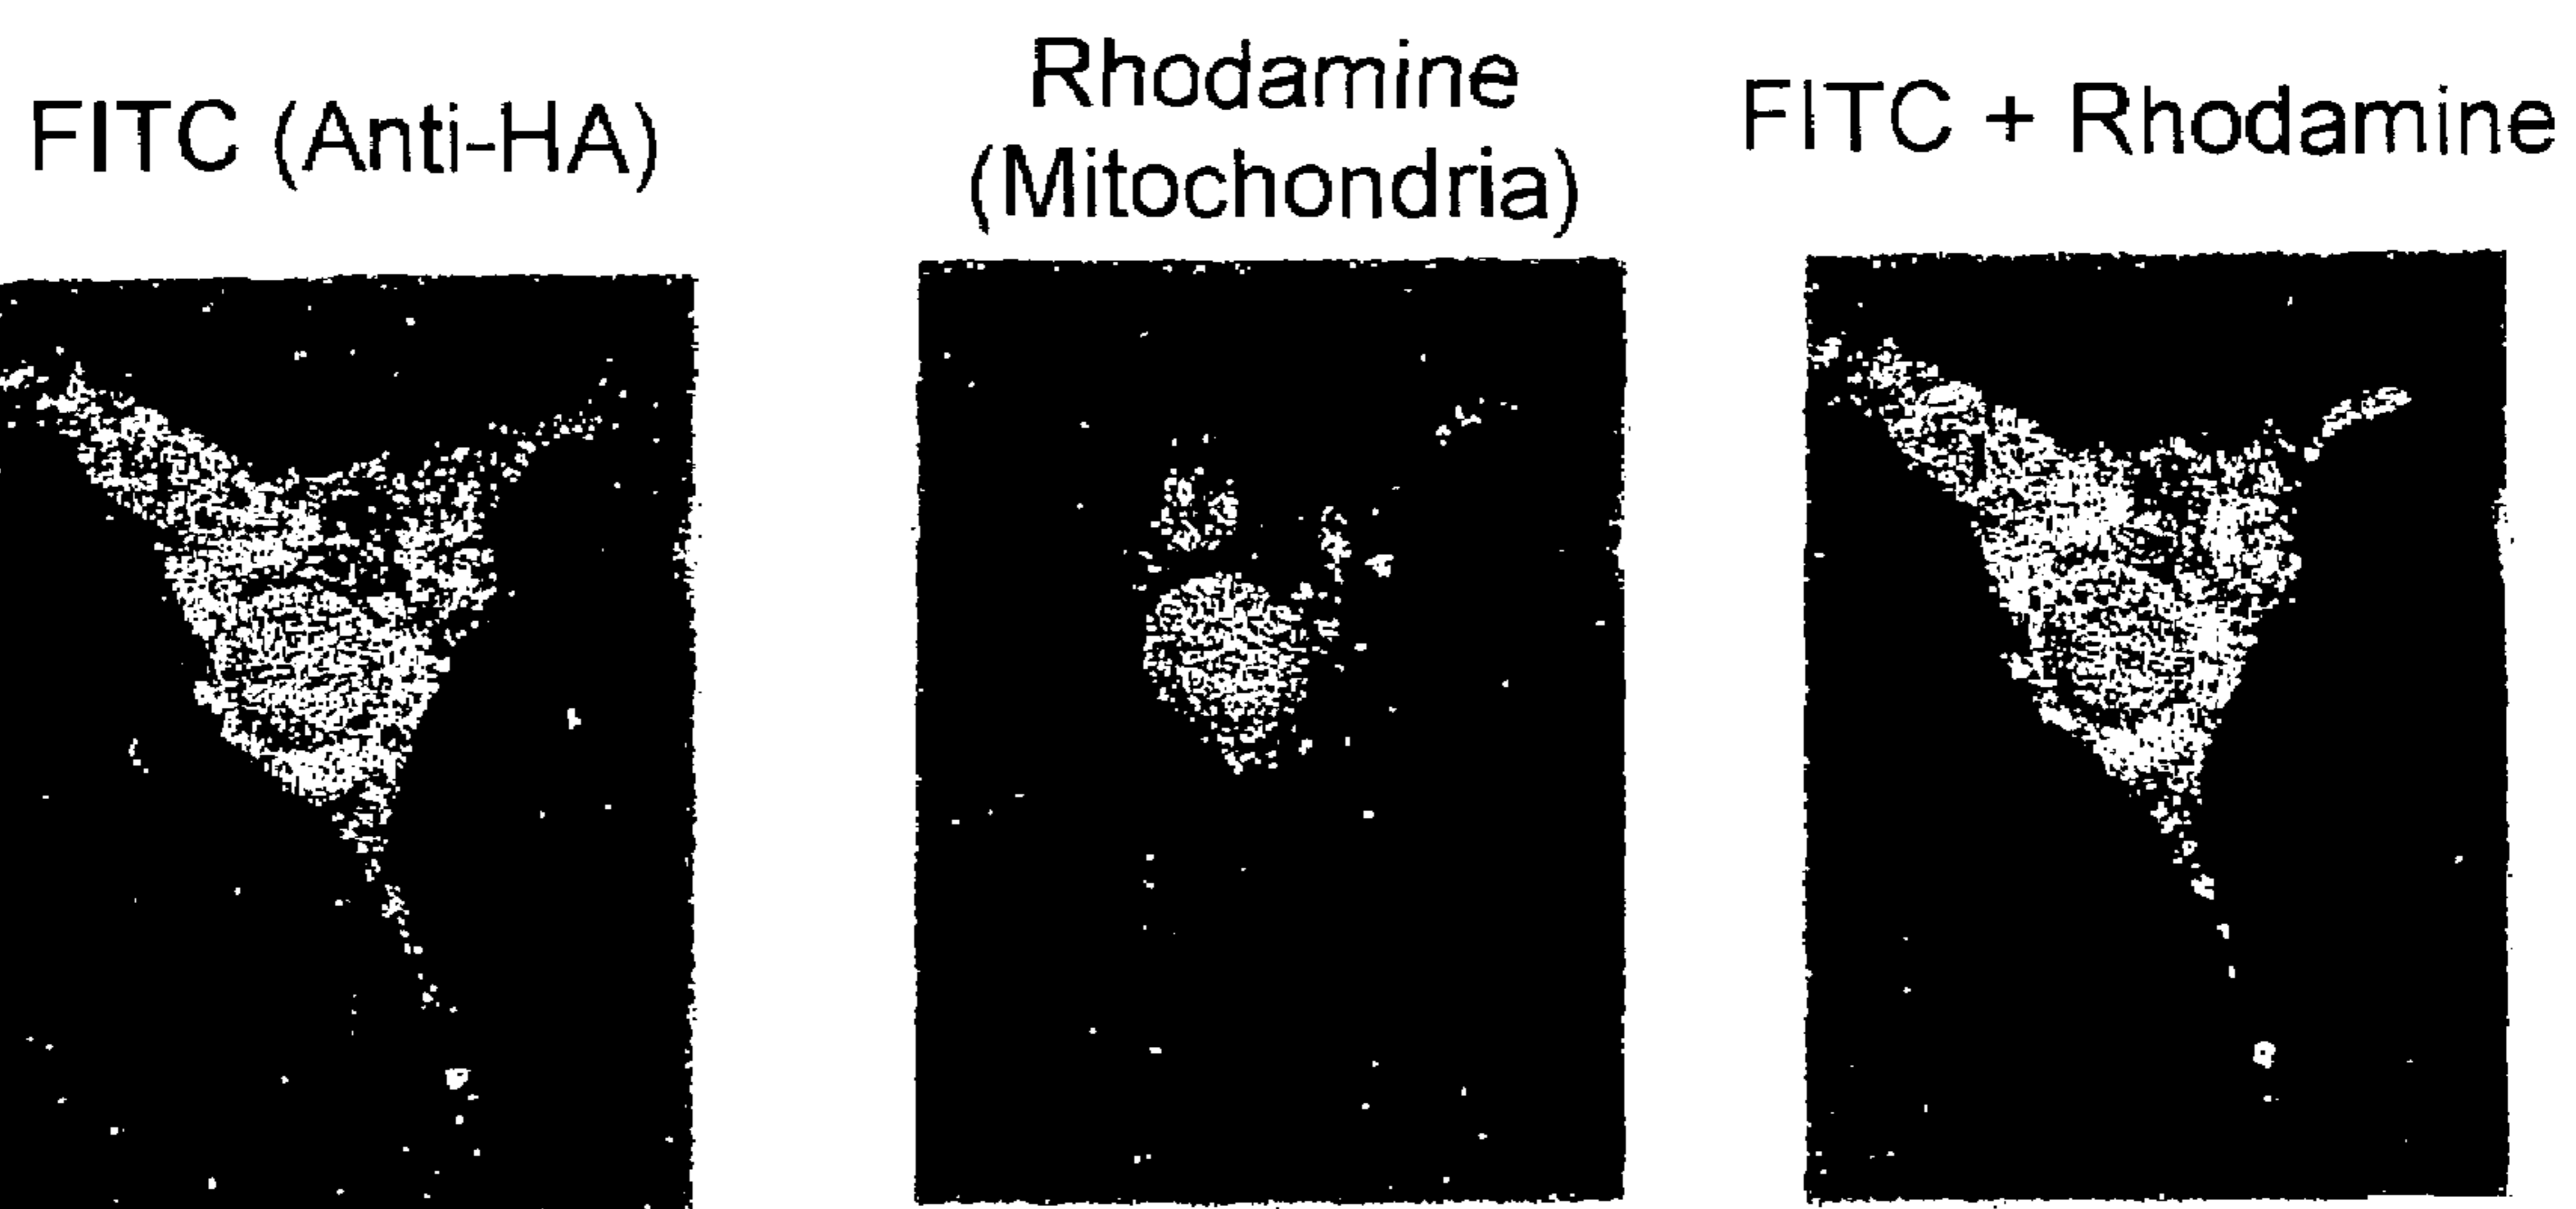 FITC (Anti-HA)
Rhodamine
(Mitochondria)
FITC + Rhodamine